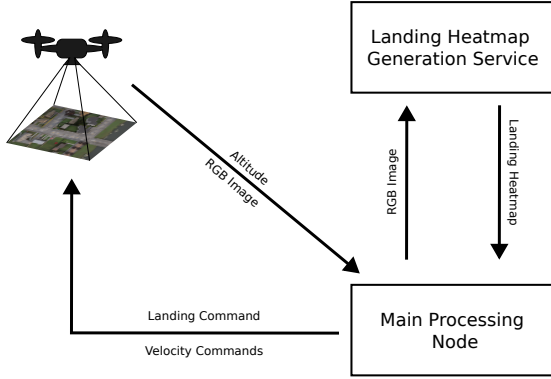 Landing Heatmap
Generation Service
Altitude
RGB Image
RGB Image
Landing Heatmap
Landing Command
Velocity Commands
Main Processing
Node